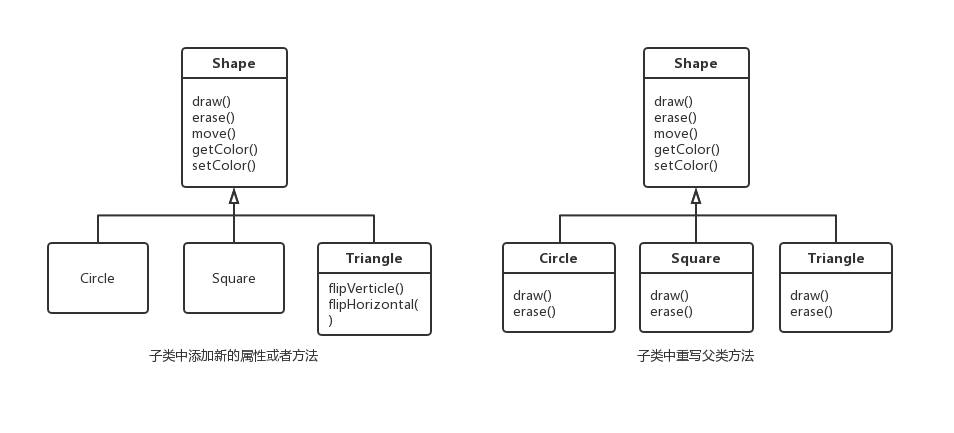 Shape
draw()
erase()
move()
getColor()
setColor()
Circle
Square
Triangle
flipVerticle()
flipHorizontal(
)
子类中添加新的属性或者方法
Shape
draw()
erase()
move()
getColor()
setColor()
Circle
draw()
erase()
Square
draw()
erase()
Triangle
draw()
erase()
子类中重写父类方法